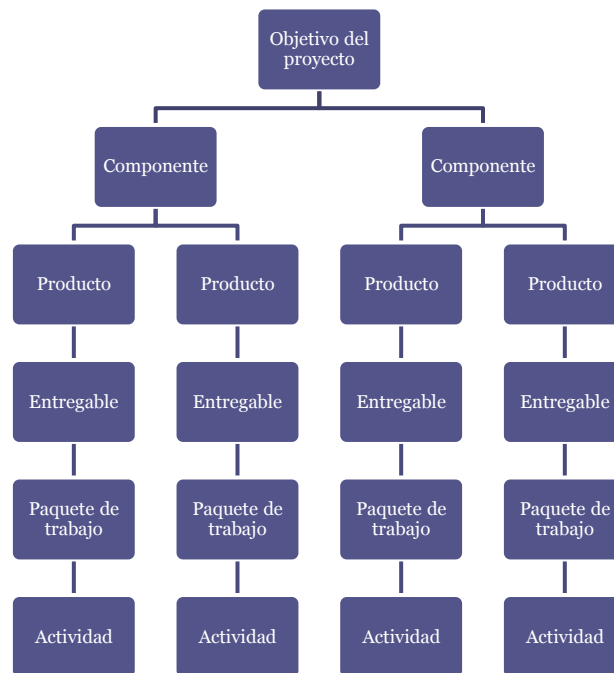 Objetivo del
proyecto
Componente
Componente
Producto
Producto
Producto
Producto
Entregable
Entregable
Entregable
Entregable
Paquete de
trabajo
Paquete de
trabajo
Paquete de
trabajo
Paquete de
trabajo
Actividad
Actividad
Actividad
Actividad